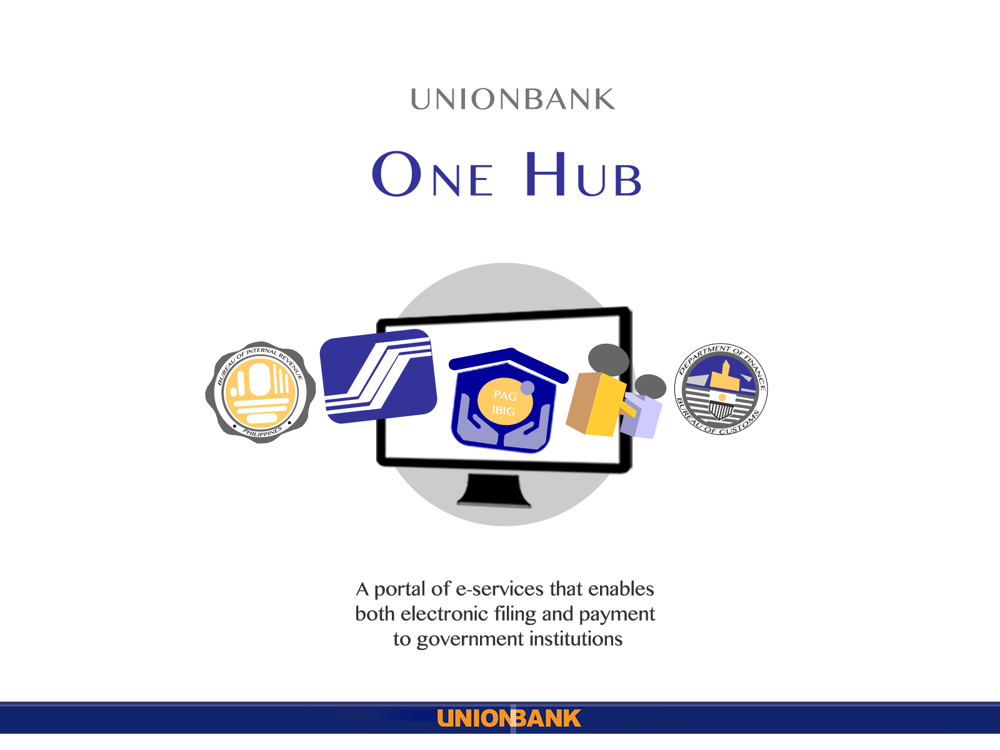 UNIONBANK
ONE HUB
BUREAU OF INTERNAL REVENUE
PHILIPPINES
PAG
IBIG
DEPARTMENT OF FINANCE
BUREAU OF CUSTOMS
A portal of e-services that enables
both electronic filing and payment
to government institutions
UNIONBANK